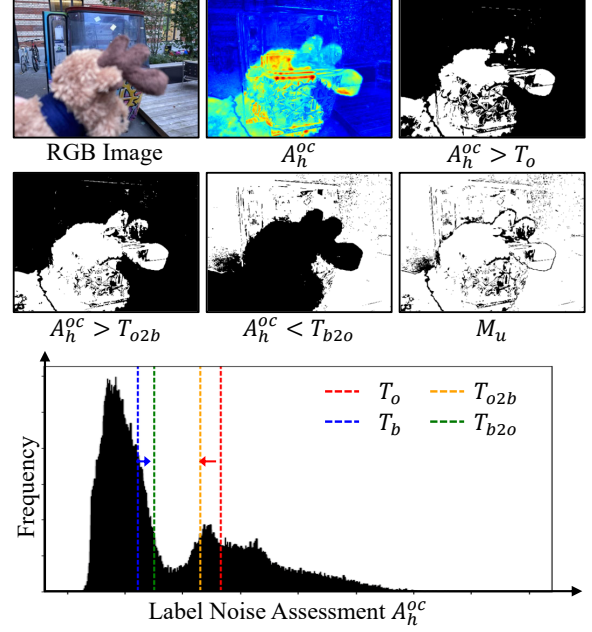 RGB Image
$A_h^{oc}$
$A_h^{oc} > T_o$
$A_h^{oc} > T_{o2b}$
$A_h^{oc} < T_{b2o}$
$M_u$
$T_o$
$T_{o2b}$
$T_b$
$T_{b2o}$
Frequency
Label Noise Assessment $A_h^{oc}$